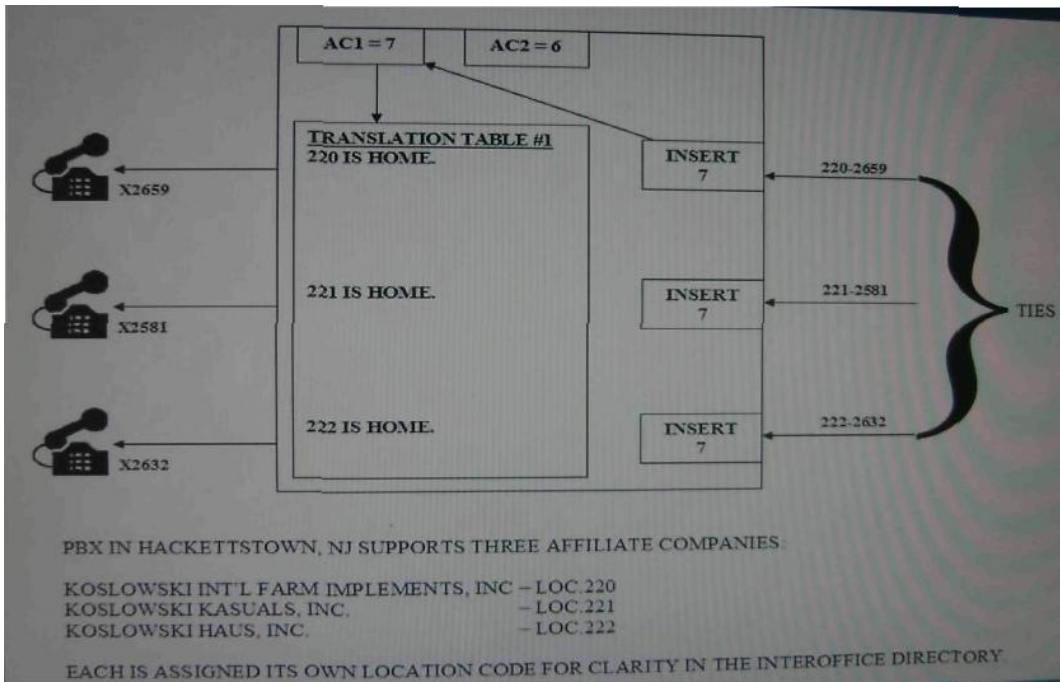 AC1 = 7
AC2 = 6
TRANSLATION TABLE #1
220 IS HOME.
INSERT
7
220-2659
X2659
221 IS HOME.
INSERT
7
221-2581
X2581
TIES
222 IS HOME.
INSERT
7
222-2632
X2632
PBX IN HACKETTSTOWN, NJ SUPPORTS THREE AFFILIATE COMPANIES:
KOSLOWSKI INT'L FARM IMPLEMENTS, INC – LOC.220
KOSLOWSKI KASUALS, INC. – LOC.221
KOSLOWSKI HAUS, INC. – LOC.222
EACH IS ASSIGNED ITS OWN LOCATION CODE FOR CLARITY IN THE INTEROFFICE DIRECTORY